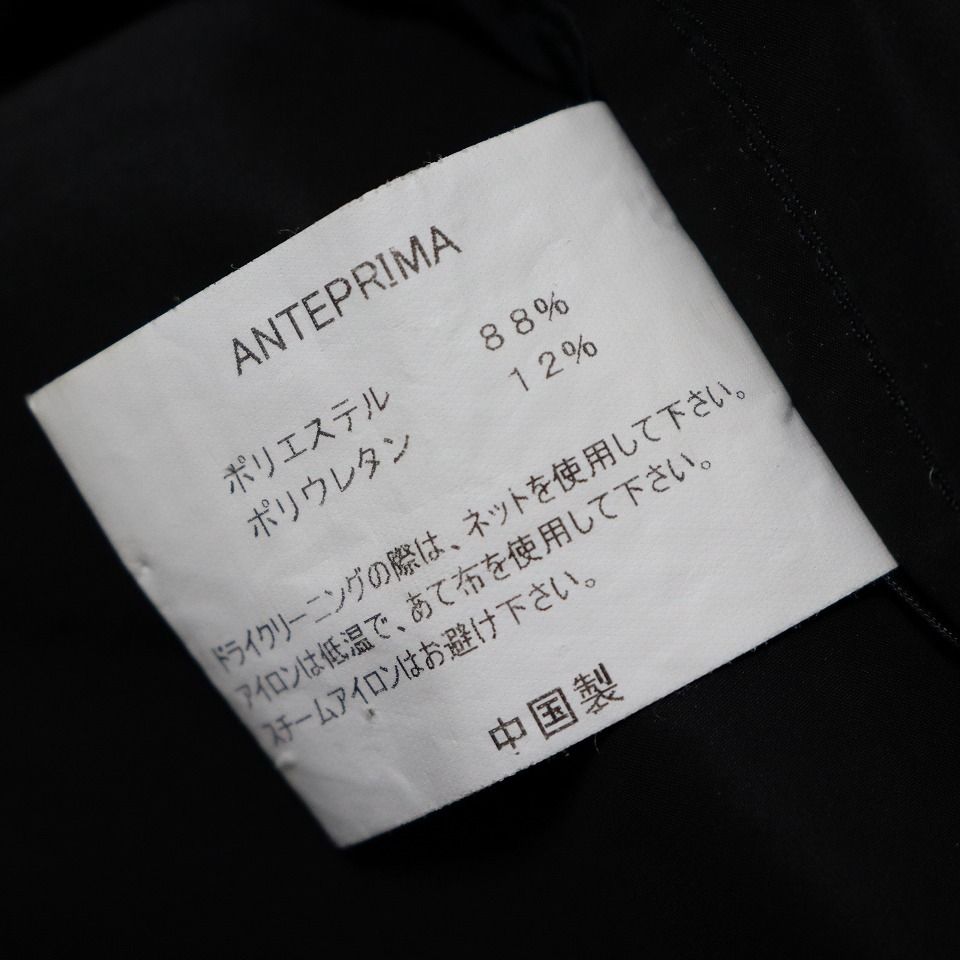 ANTEPRIMA
ポリエステル 88%
ポリウレタン 12%
ドライクリーニングの際は、ネットを使用して下さい。
アイロンは低温で、あて布を使用して下さい。
スチームアイロンはお避け下さい。
中国製